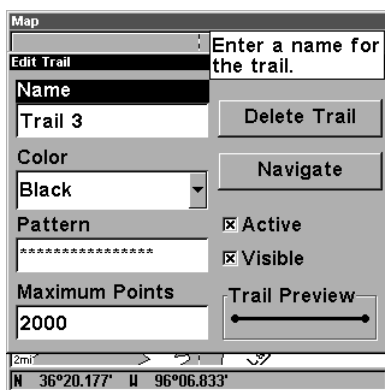 Map
Edit Trail
Enter a name for
the trail.
Name
Trail 3
Delete Trail
Color
Black
Navigate
Pattern
****************
Active
Visible
Maximum Points
2000
Trail Preview
2mi
N 36°20.177' W 96°06.833'